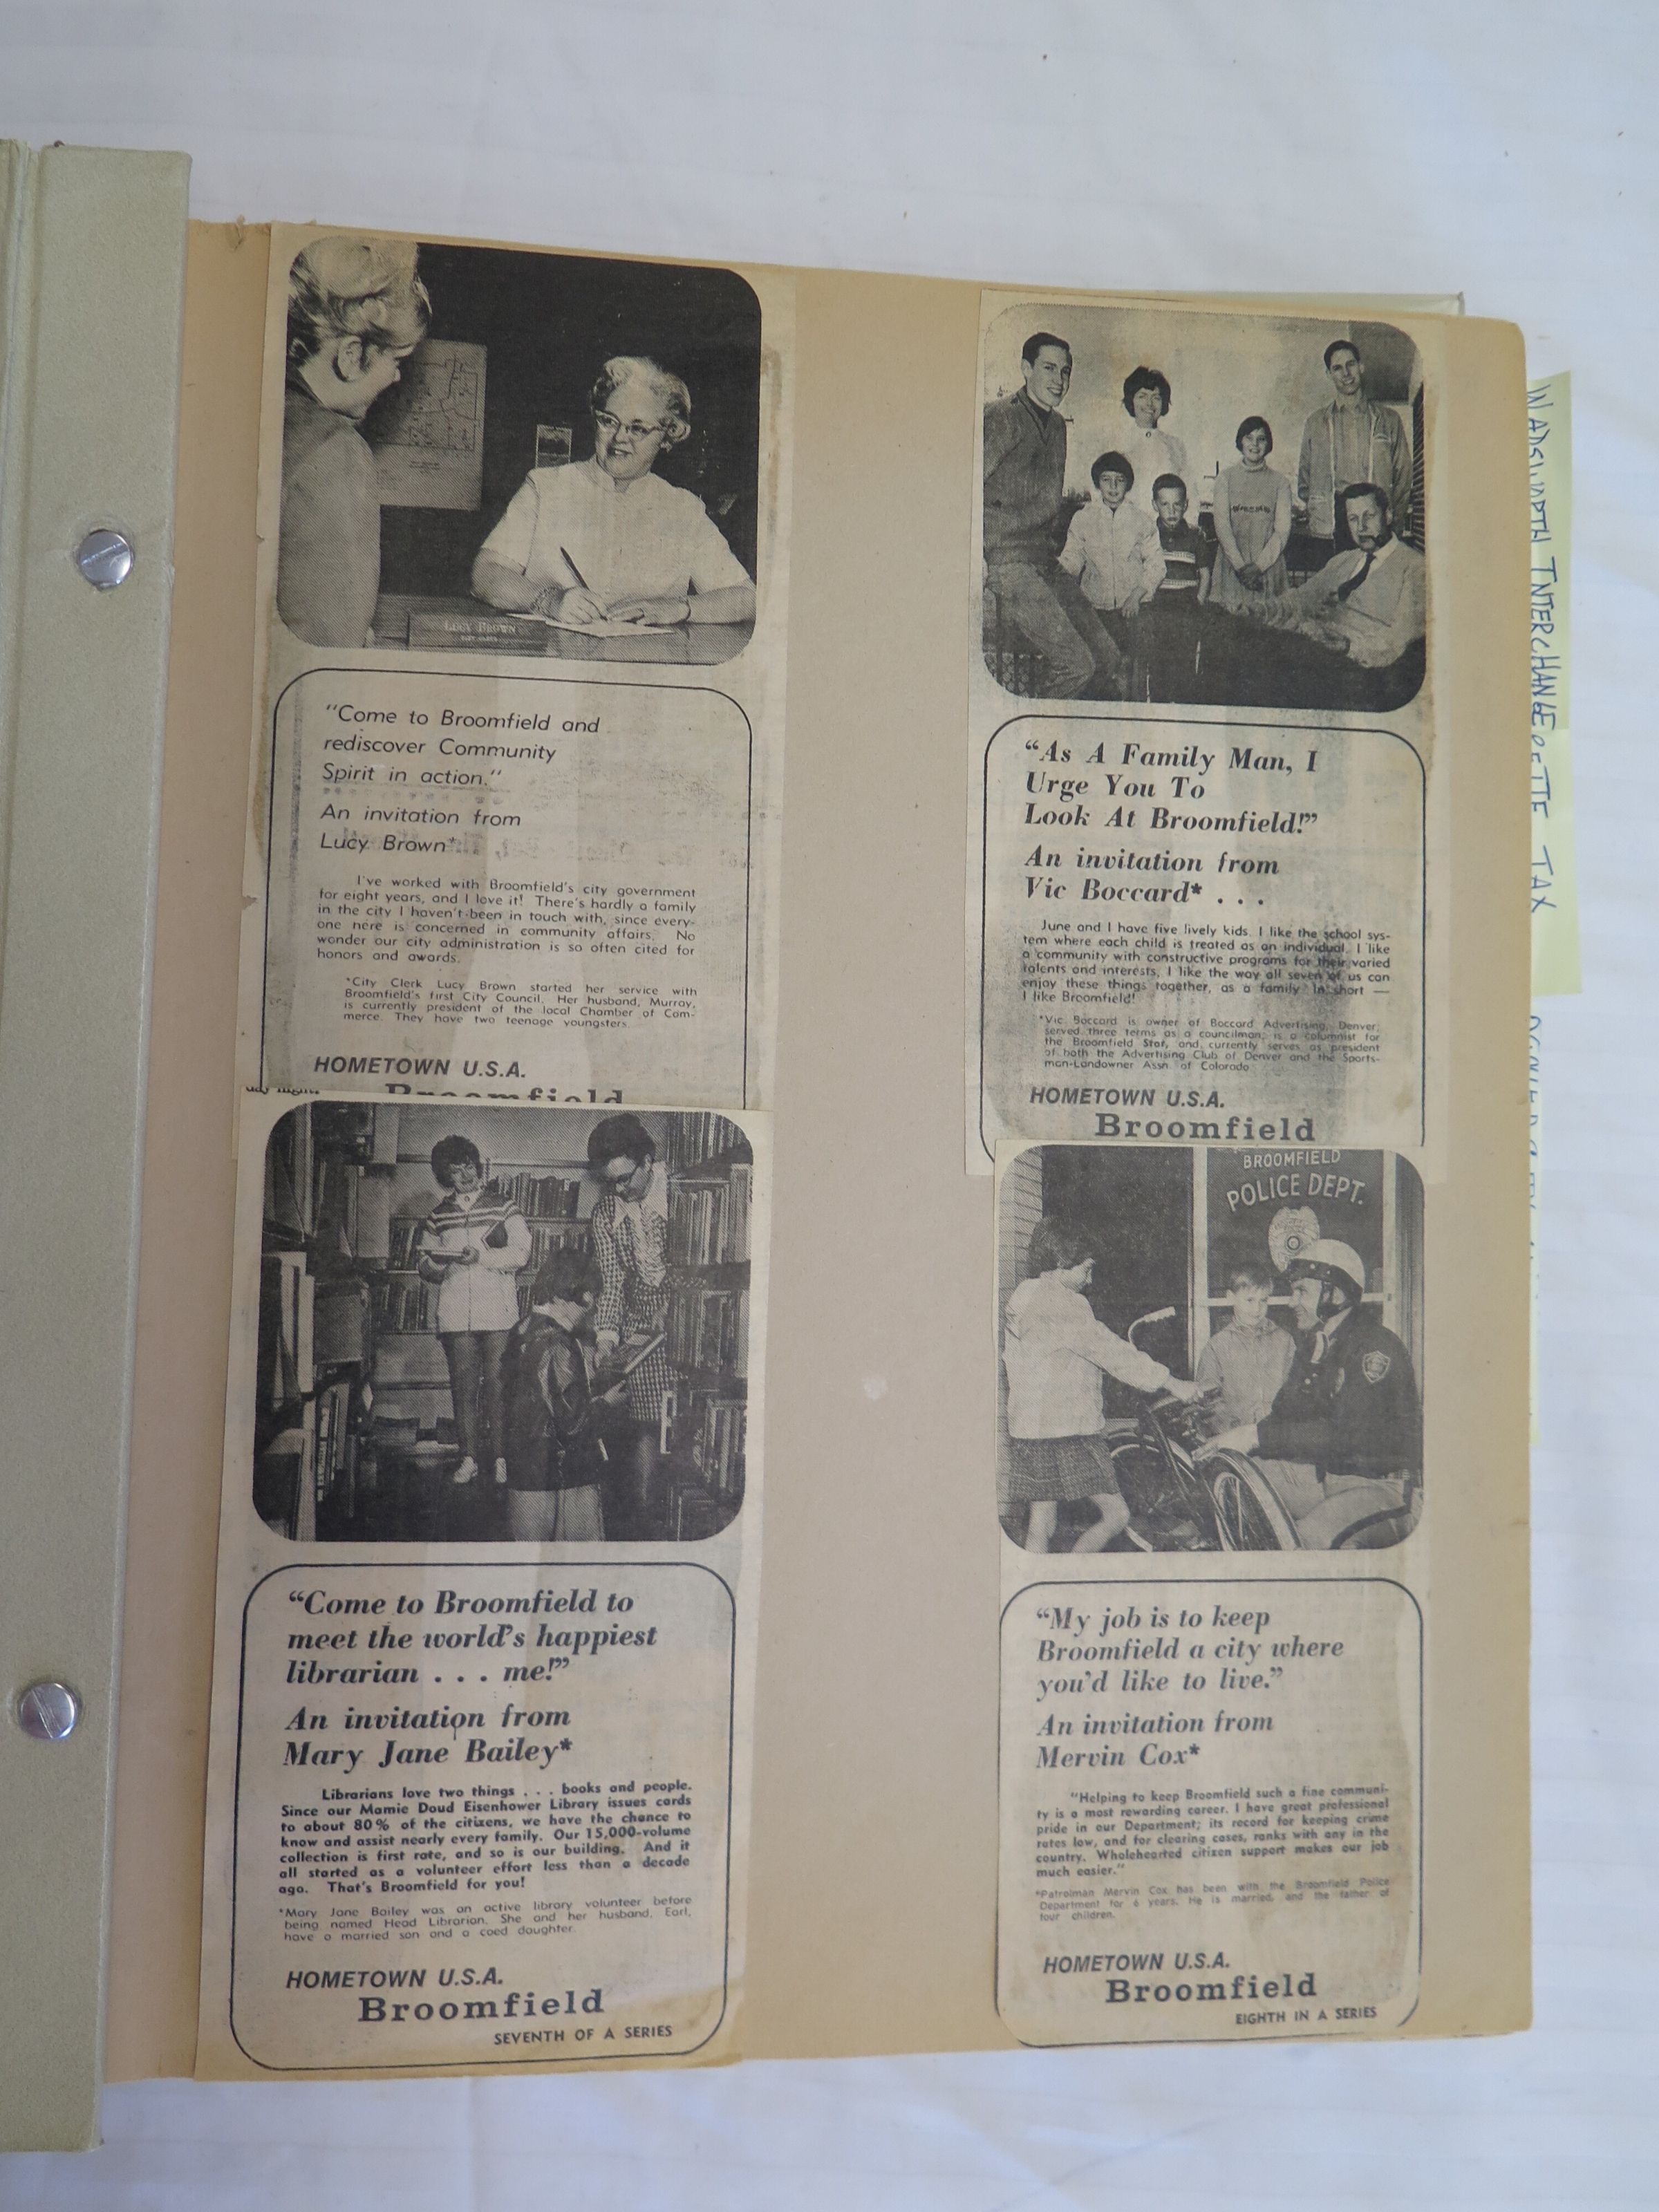 LUCY BROWN
"Come to Broomfield and
rediscover Community
Spirit in action."
An invitation from
Lucy Brown*...
I've worked with Broomfield's city government
for eight years, and I love it! There's hardly a family
in the city I haven't been in touch with, since every-
one here is concerned in community affairs. No
wonder our city administration is so often cited for
honors and awards.
*City Clerk Lucy Brown started her service with
Broomfield's first City Council. Her husband, Murray,
is currently president of the local Chamber of Com-
merce. They have two teenage youngsters.
HOMETOWN U.S.A.
Broomfield
day night.
"Come to Broomfield to
meet the world's happiest
librarian . . . me!"
An invitation from
Mary Jane Bailey*
Librarians love two things . . . books and people.
Since our Mamie Doud Eisenhower Library issues cards
to about 80% of the citizens, we have the chance to
know and assist nearly every family. Our 15,000-volume
collection is first rate, and so is our building. And it
all started as a volunteer effort less than a decade
ago. That's Broomfield for you!
*Mary Jane Bailey was an active library volunteer before
being named Head Librarian. She and her husband, Earl,
have a married son and a coed daughter.
HOMETOWN U.S.A.
Broomfield
SEVENTH OF A SERIES
"As A Family Man, I
Urge You To
Look At Broomfield!"
An invitation from
Vic Boccard* . . .
June and I have five lively kids. I like the school sys-
tem where each child is treated as an individual. I like
a community with constructive programs for their varied
talents and interests. I like the way all seven of us can
enjoy these things together, as a family. In short —
I like Broomfield!
*Vic Boccard is owner of Boccard Advertising, Denver;
served three terms as a councilman; is a columnist for
the Broomfield Star, and currently serves as president
of both the Advertising Club of Denver and the Sports-
man-Landowner Assn. of Colorado.
HOMETOWN U.S.A.
Broomfield
BROOMFIELD
POLICE DEPT.
"My job is to keep
Broomfield a city where
you'd like to live."
An invitation from
Mervin Cox*
"Helping to keep Broomfield such a fine communi-
ty is a most rewarding career. I have great professional
pride in our Department; its record for keeping crime
rates low, and for clearing cases, ranks with any in the
country. Wholehearted citizen support makes our job
much easier."
*Patrolman Mervin Cox has been with the Broomfield Police
Department for 6 years. He is married, and the father of
four children.
HOMETOWN U.S.A.
Broomfield
EIGHTH IN A SERIES
WADSWORTH INTERCHANGE
TAX